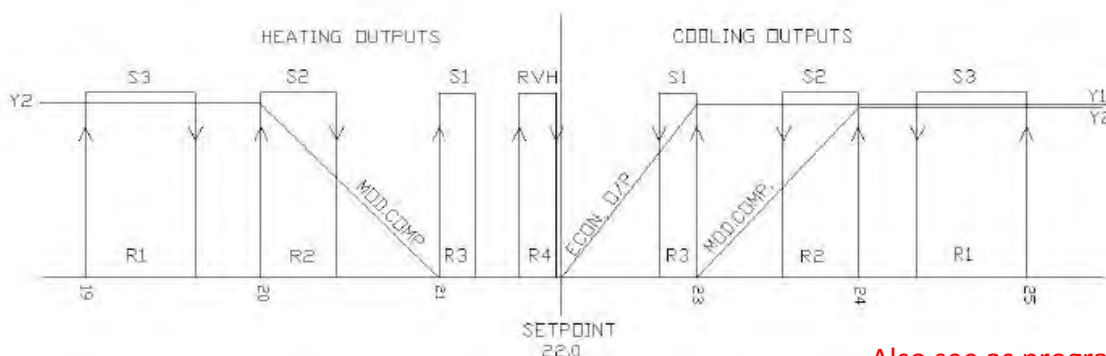 HEATING OUTPUTS
COOLING OUTPUTS
S3
S2
S1
RVH
S1
S2
S3
Y2
Y1
Y2
MOD.COMP
ECON. O/P
MOD.COMP.
R1
R2
R3
R4
R3
R2
R1
19
20
21
23
24
25
SETPOINT
22.0
Also see as progra